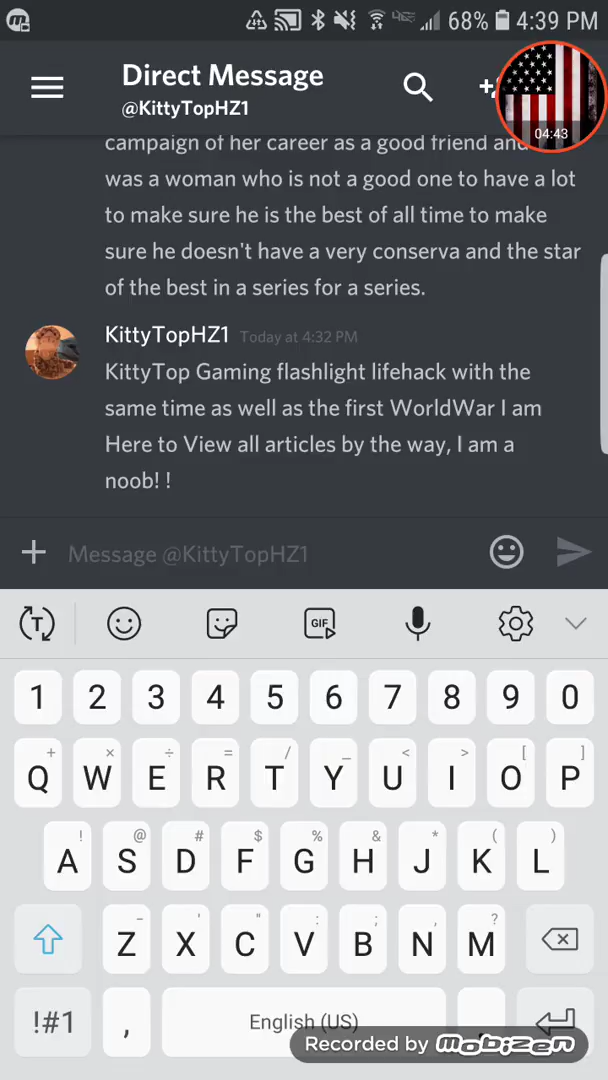 68% 4:39 PM
Direct Message
@KittyTopHZ1
04:43
campaign of her career as a good friend and
was a woman who is not a good one to have a lot
to make sure he is the best of all time to make
sure he doesn't have a very conserva and the star
of the best in a series for a series.
KittyTopHZ1 Today at 4:32 PM
KittyTop Gaming flashlight lifehack with the
same time as well as the first WorldWar I am
Here to View all articles by the way, I am a
noob! !
Message @KittyTopHZ1
T GIF
1 2 3 4 5 6 7 8 9 0
+ × ÷ = / _ < > [ ]
Q W E R T Y U I O P
! @ # $ % & * ( )
A S D F G H J K L
- ' " : ; , ?
Z X C V B N M
!#1 , English (US)
Recorded by mobizen